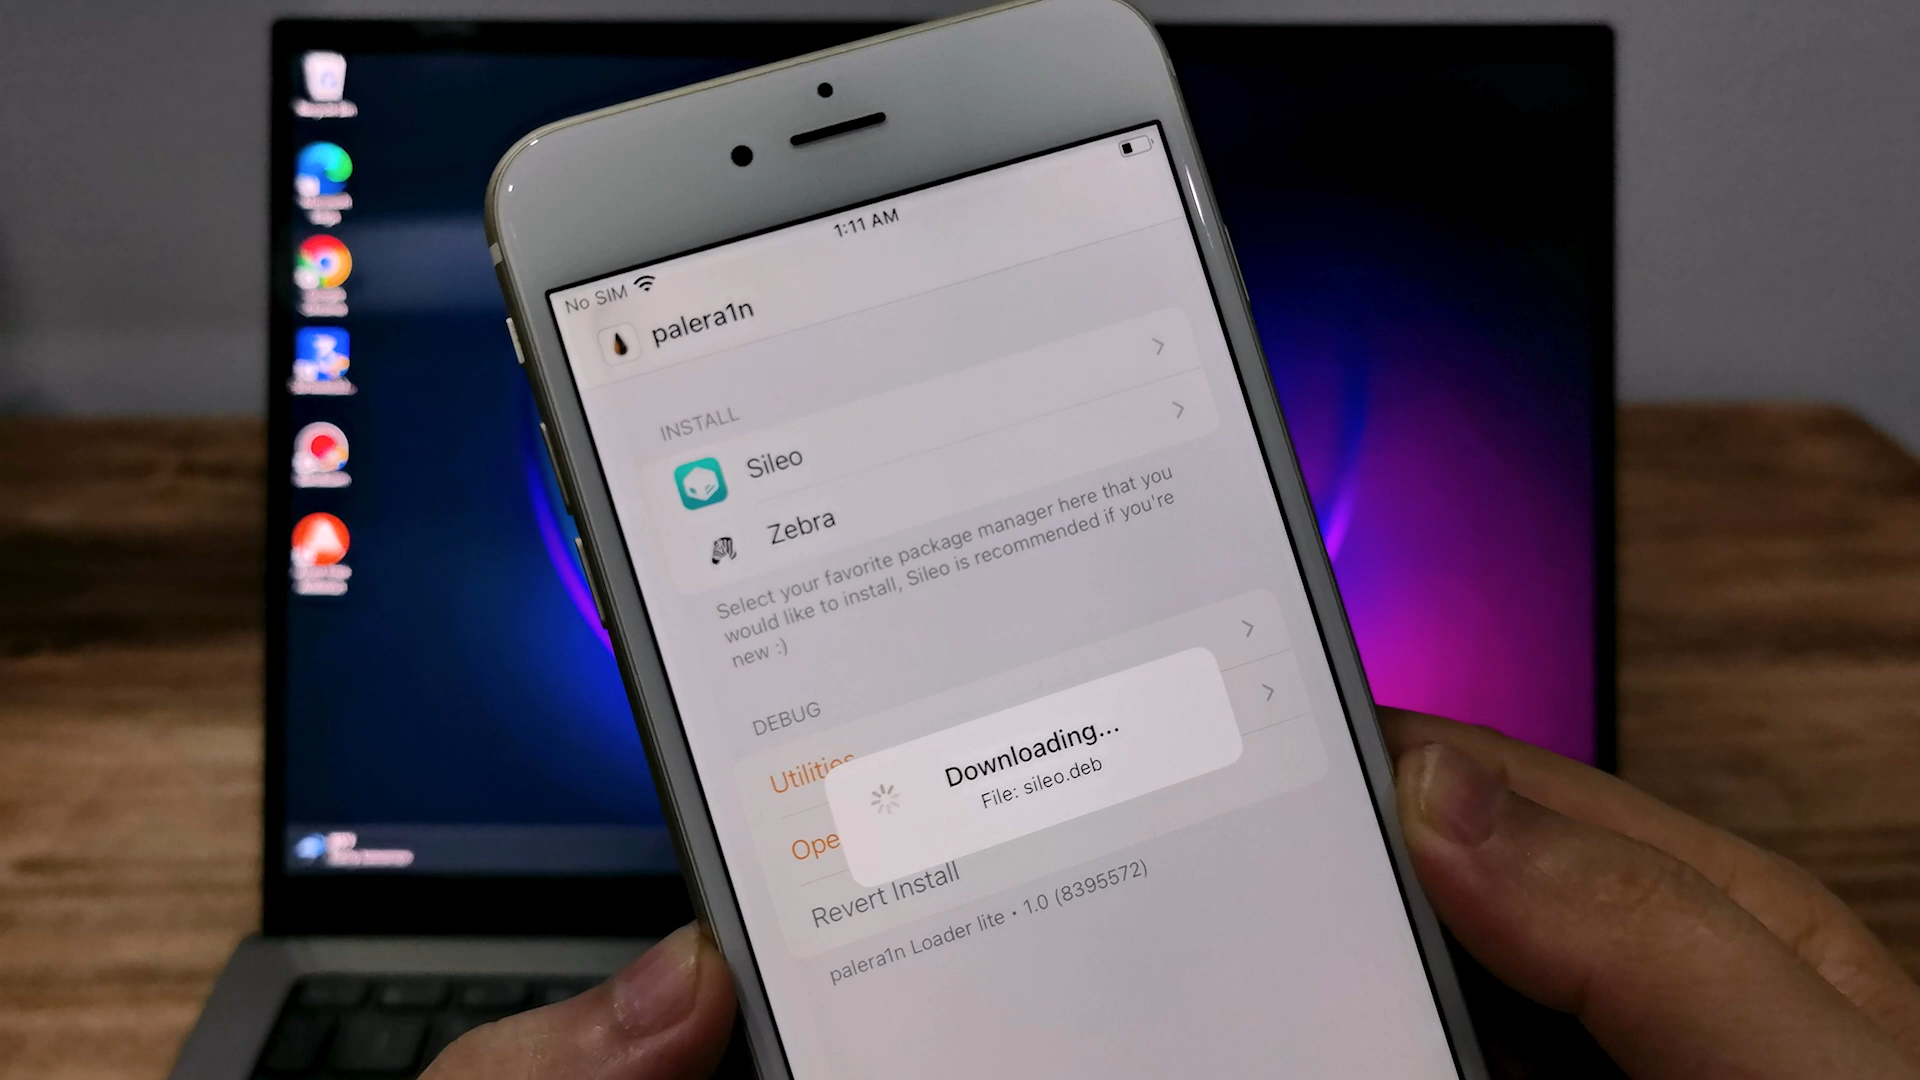 No SIM
1:11 AM
palera1n
INSTALL
Sileo
Zebra
Select your favorite package manager here that you
would like to install, Sileo is recommended if you're
new :)
DEBUG
Utilities
Ope
Downloading...
File: sileo.deb
Revert Install
palera1n Loader lite • 1.0 (8395572)